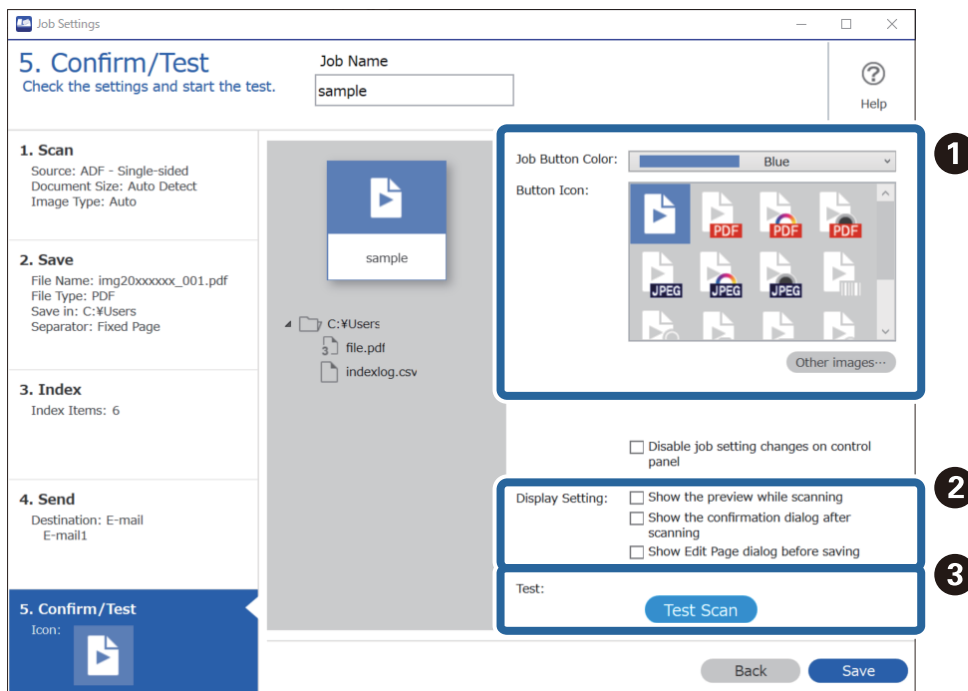 Job Settings
5. Confirm/Test
Check the settings and start the test.
Job Name
sample
Help
1. Scan
Source: ADF - Single-sided
Document Size: Auto Detect
Image Type: Auto
2. Save
File Name: img20xxxxxx_001.pdf
File Type: PDF
Save in: C:¥Users
Separator: Fixed Page
3. Index
Index Items: 6
4. Send
Destination: E-mail
E-mail1
5. Confirm/Test
Icon:
sample
C:¥Users
3 file.pdf
indexlog.csv
1
Job Button Color: Blue
Button Icon:
PDF PDF PDF
JPEG JPEG JPEG
Other images···
Disable job setting changes on control
panel
2
Display Setting: Show the preview while scanning
Show the confirmation dialog after
scanning
Show Edit Page dialog before saving
3
Test:
Test Scan
Back Save